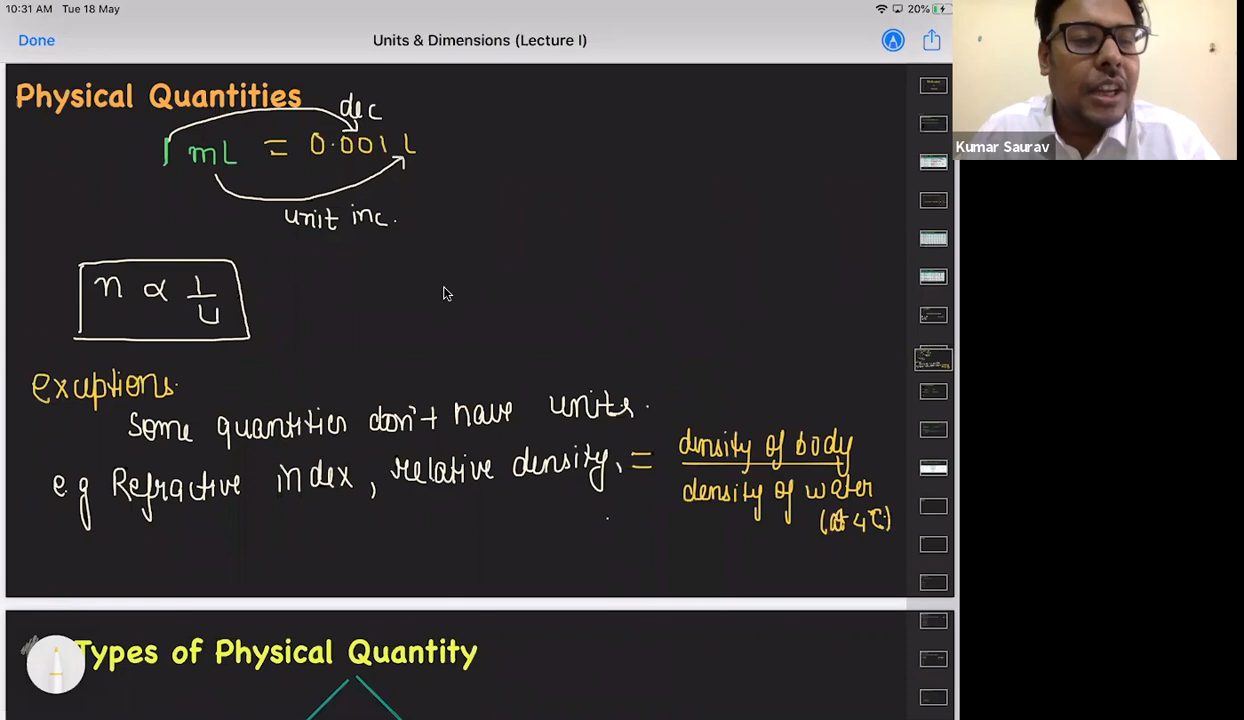 10:31 AM Tue 18 May
20%
Done
Units & Dimensions (Lecture I)
Kumar Saurav
Physical Quantities
dec
1 mL = 0.001 L
unit inc.
n ∝ 1/u
exceptions.
Some quantities don't have units.
e.g Refractive index, relative density, = density of body / density of water
(at 4°C)
Types of Physical Quantity